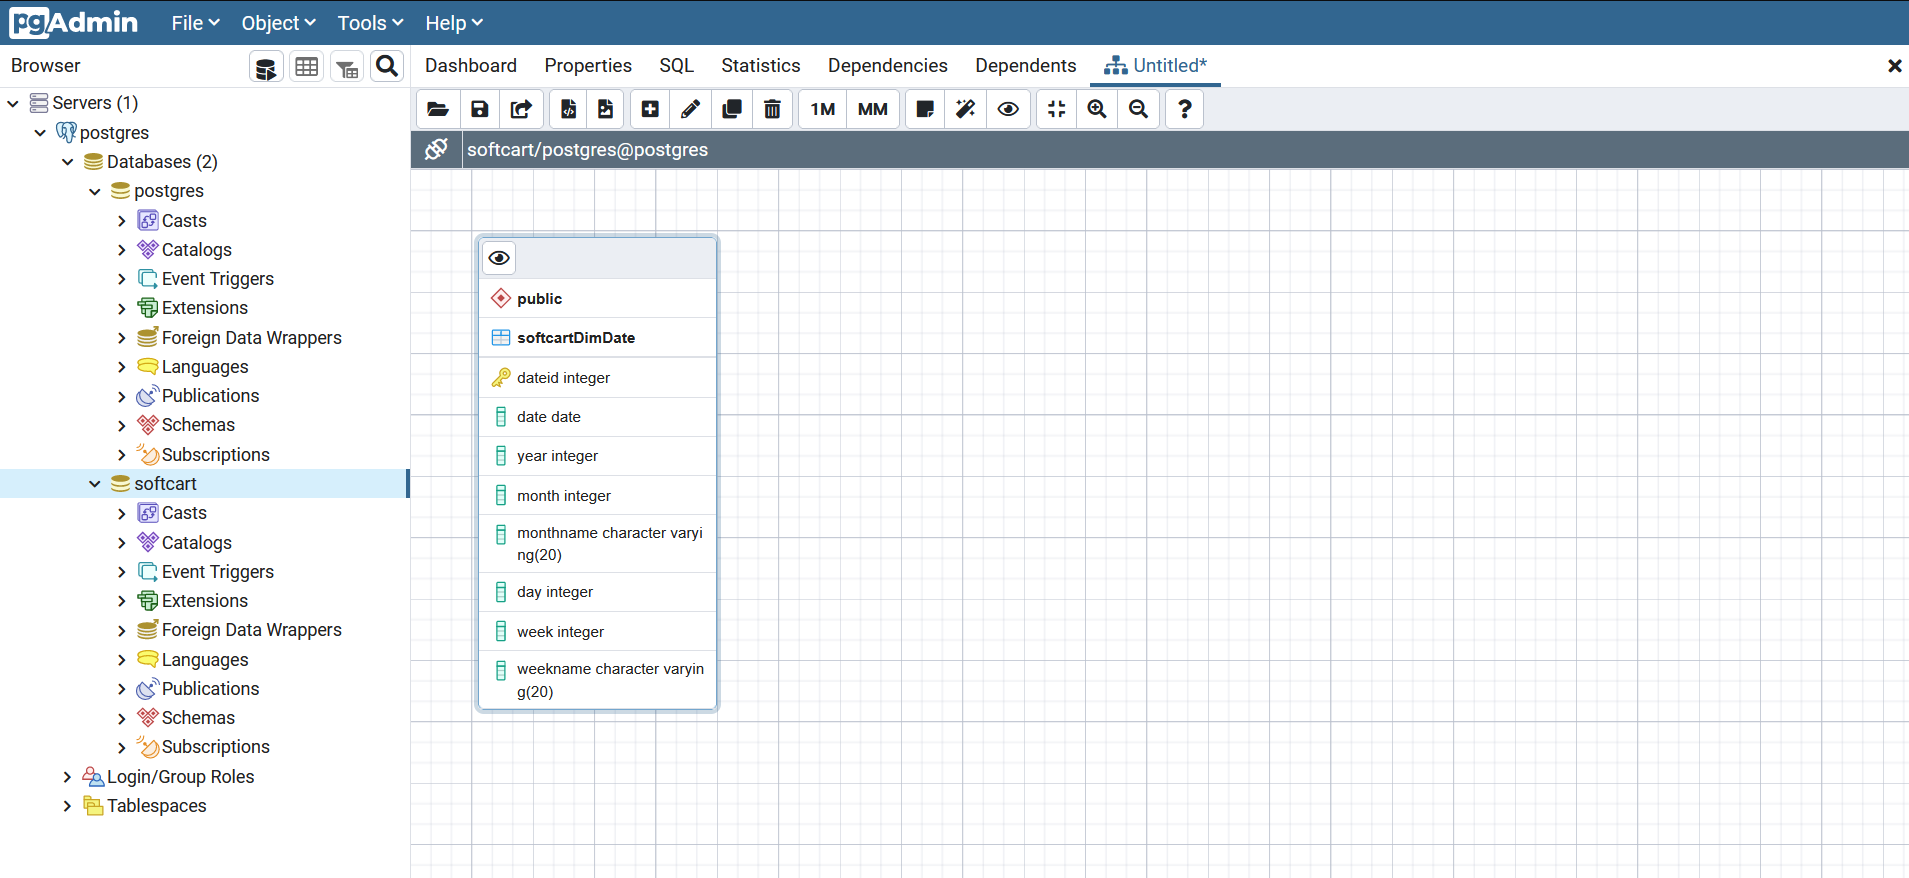 pgAdmin File Object Tools Help
Browser
Dashboard Properties SQL Statistics Dependencies Dependents Untitled*
1M MM ?
softcart/postgres@postgres
Servers (1)
postgres
Databases (2)
postgres
Casts
Catalogs
Event Triggers
Extensions
Foreign Data Wrappers
Languages
Publications
Schemas
Subscriptions
softcart
Casts
Catalogs
Event Triggers
Extensions
Foreign Data Wrappers
Languages
Publications
Schemas
Subscriptions
Login/Group Roles
Tablespaces
public
softcartDimDate
dateid integer
date date
year integer
month integer
monthname character varyi
ng(20)
day integer
week integer
weekname character varyin
g(20)